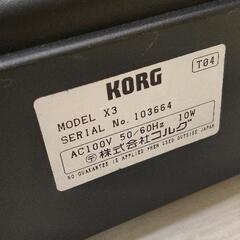 KORG
T04
MODEL X3
SERIAL No. 103664
AC100V 50/60Hz 10W
〒株式会社コルグ
NO GUARANTEE IS APPLIED WHEN USED OUTSIDE JAPAN